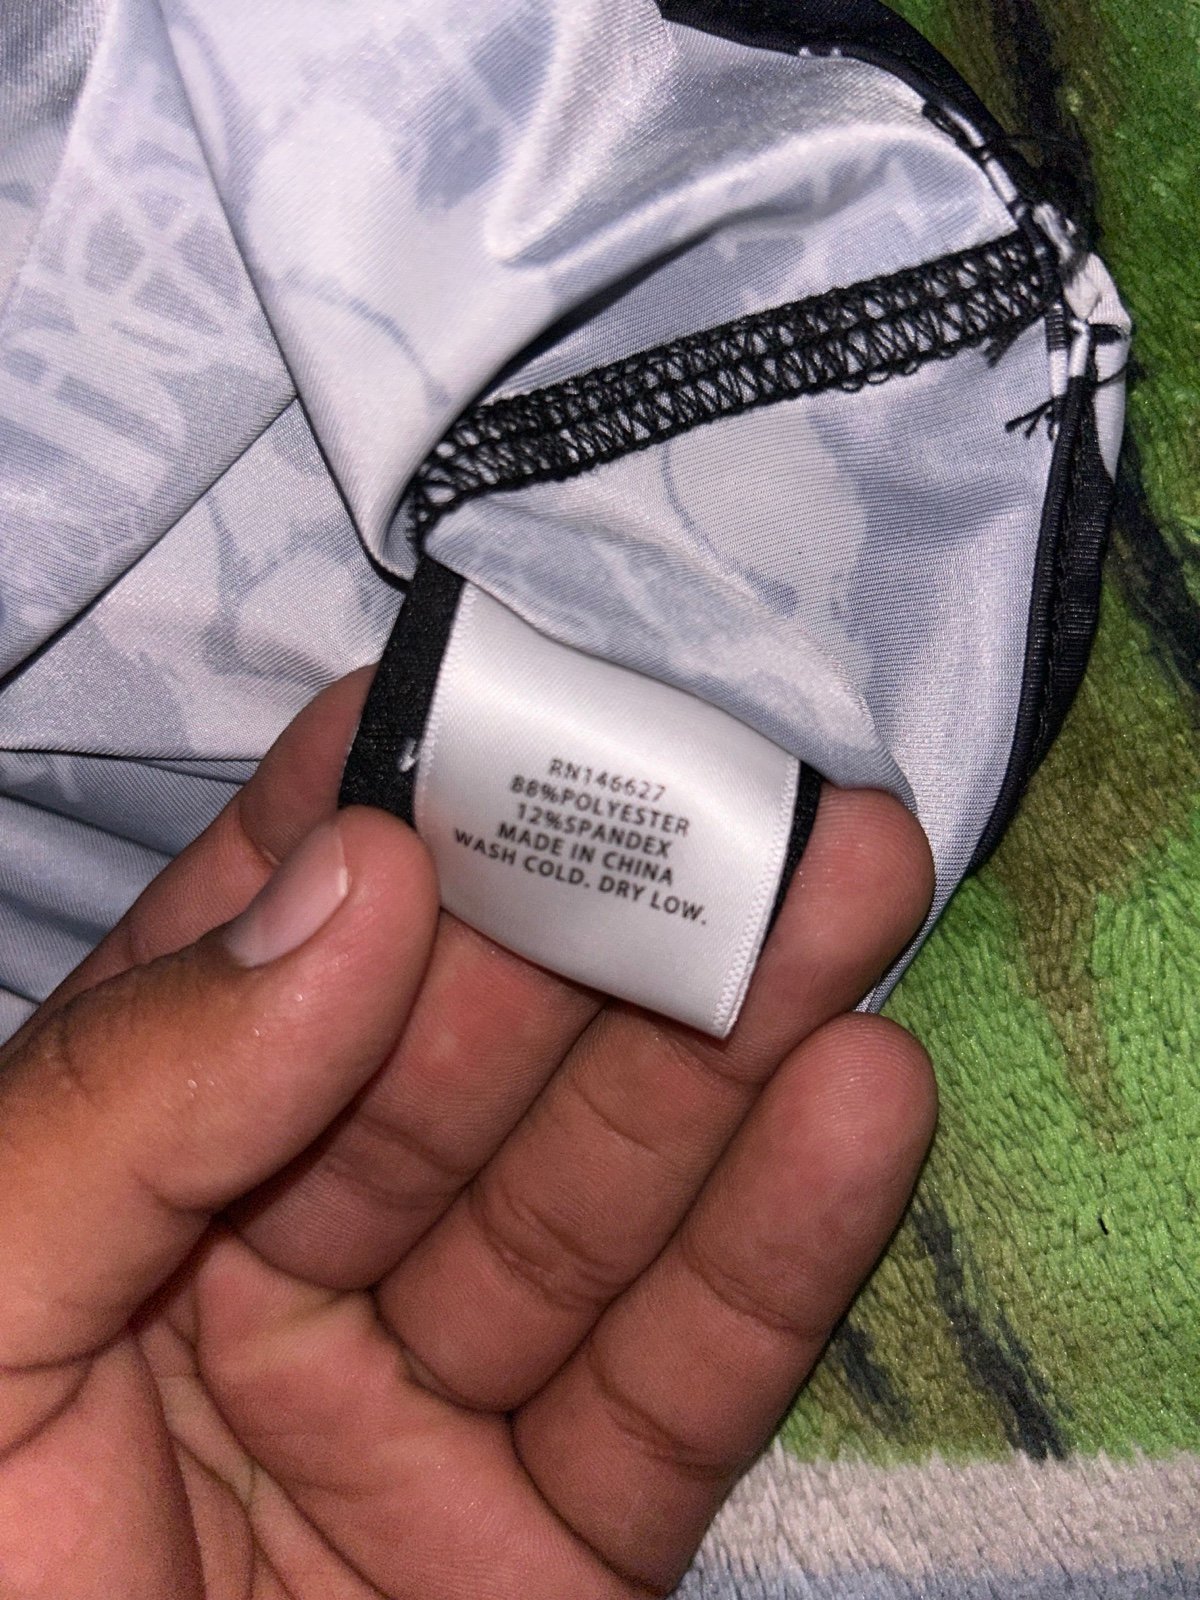 RN146627
88%POLYESTER
12%SPANDEX
MADE IN CHINA
WASH COLD. DRY LOW.